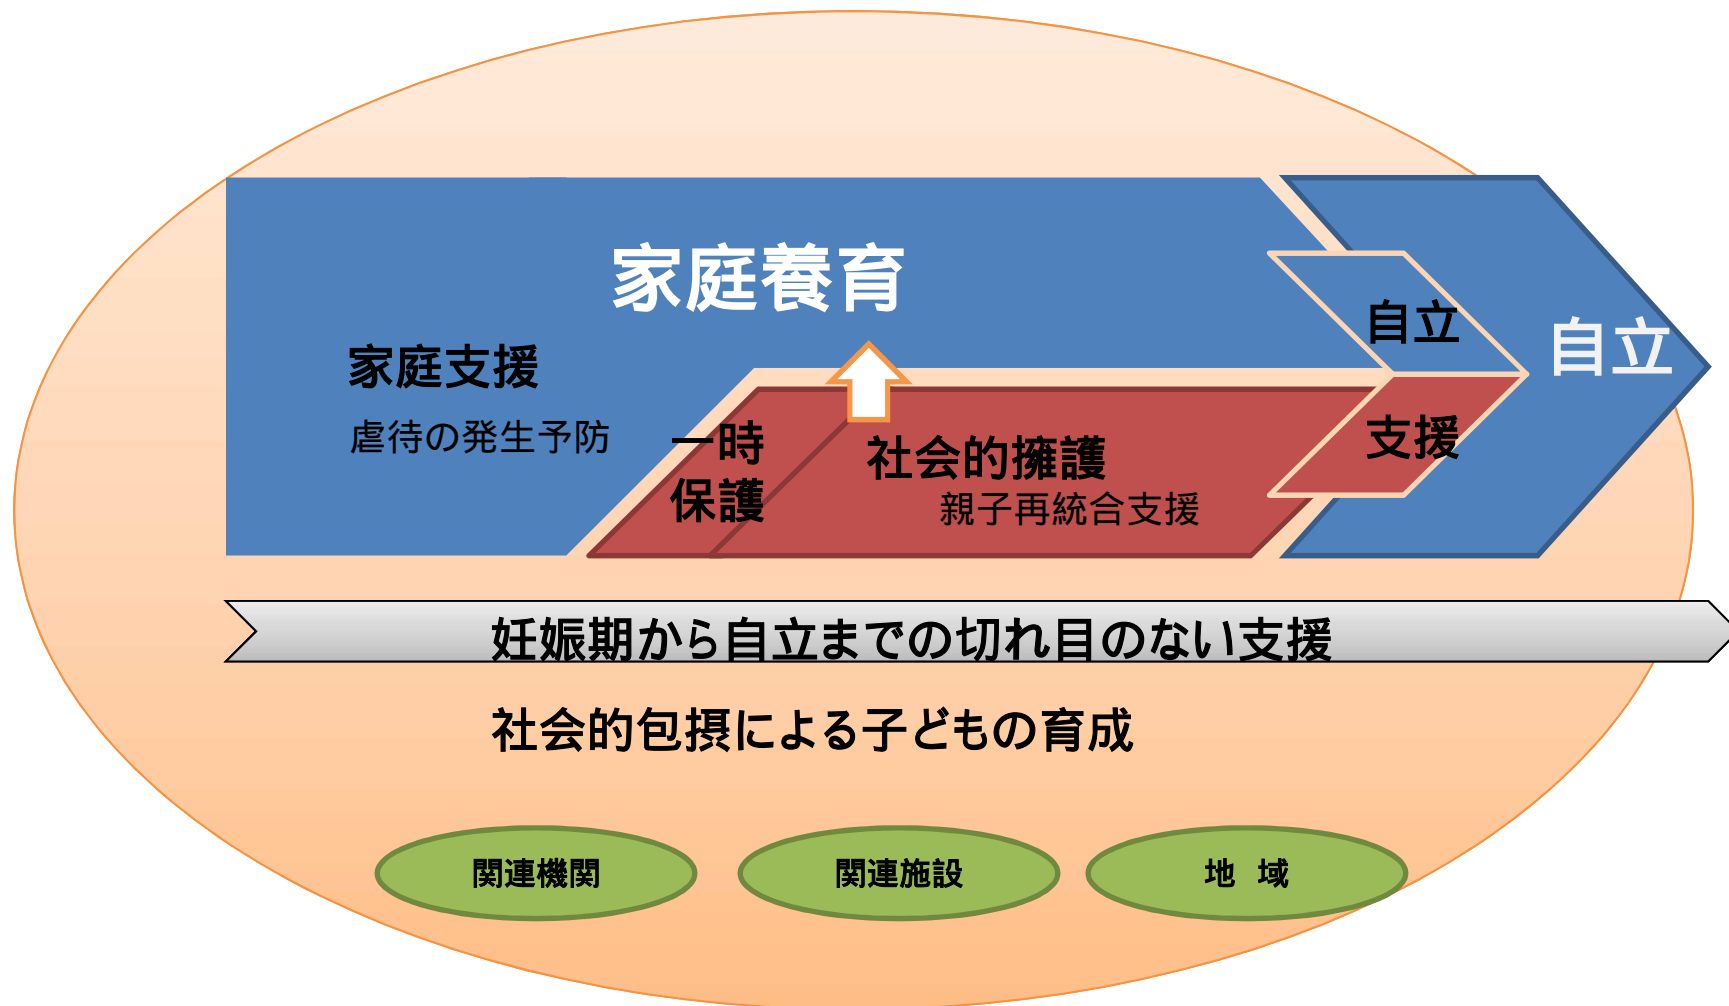 家庭養育
家庭支援
虐待の発生予防
一時
保護
社会的擁護
親子再統合支援
自立
支援
自立
妊娠期から自立までの切れ目のない支援
社会的包摂による子どもの育成
関連機関
関連施設
地 域